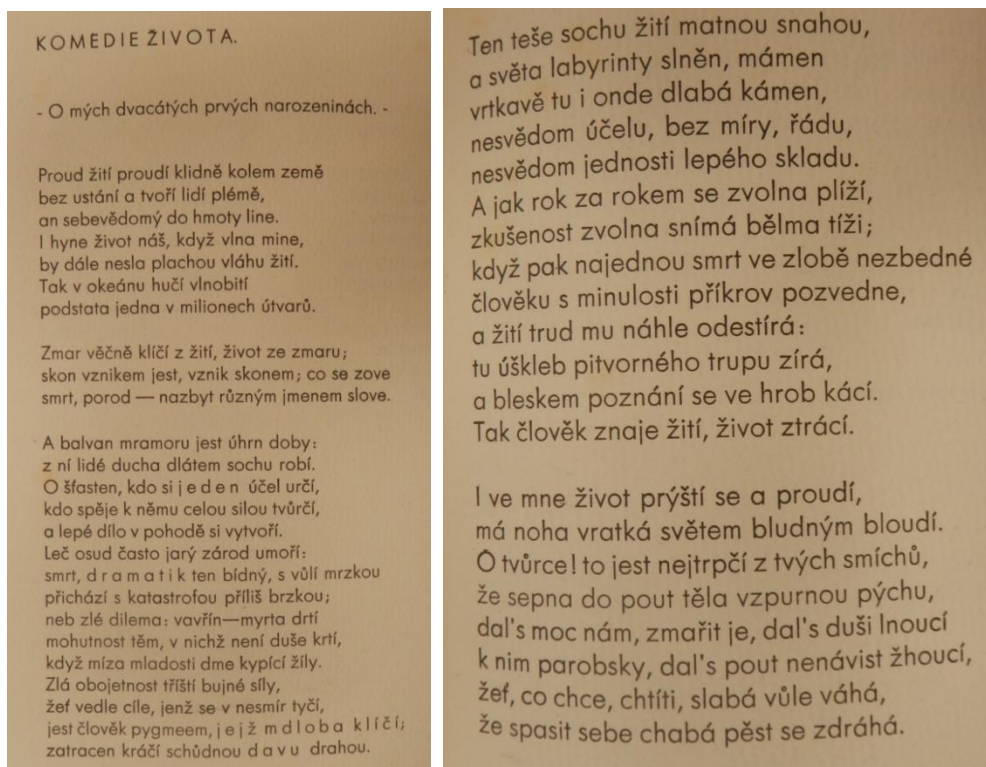 KOMEDIE ŽIVOTA.
- O mých dvacátých prvých narozeninách. -
Proud žití proudí klidně kolem země
bez ustání a tvoří lidí plémě,
an sebevědomý do hmoty line.
I hyne život náš, když vlna mine,
by dále nesla plachou vláhu žití.
Tak v okeánu hučí vlnobití
podstata jedna v milionech útvarů.
Zmar věčně klíčí z žití, život ze zmaru;
skon vznikem jest, vznik skonem; co se zove
smrt, porod — nazbyt různým jmenem slove.
A balvan mramoru jest úhrn doby:
z ní lidé ducha dlátem sochu robí.
O šťasten, kdo si j e d e n účel určí,
kdo spěje k němu celou silou tvůrčí,
a lepé dílo v pohodě si vytvoří.
Leč osud často jarý zárod umoří:
smrt, d r a m a t i k ten bídný, s vůlí mrzkou
přichází s katastrofou příliš brzkou;
neb zlé dilema: vavřín—myrta drtí
mohutnost těm, v nichž není duše krtí,
když míza mladosti dme kypící žíly.
Zlá obojetnost tříští bujné síly,
žeť vedle cíle, jenž se v nesmír tyčí,
jest člověk pygmeem, j e j ž m d l o b a k l í č í;
zatracen kráčí schůdnou d a v u drahou.
Ten teše sochu žití matnou snahou,
a světa labyrinty slněn, mámen
vrtkavě tu i onde dlabá kámen,
nesvědom účelu, bez míry, řádu,
nesvědom jednosti lepého skladu.
A jak rok za rokem se zvolna plíží,
zkušenost zvolna snímá bělma tíži;
když pak najednou smrt ve zlobě nezbedné
člověku s minulosti příkrov pozvedne,
a žití trud mu náhle odestírá:
tu úškleb pitvorného trupu zírá,
a bleskem poznání se ve hrob kácí.
Tak člověk znaje žití, život ztrácí.
I ve mne život prýští se a proudí,
má noha vratká světem bludným bloudí.
Ó tvůrce! to jest nejtrpčí z tvých smíchů,
že sepna do pout těla vzpurnou pýchu,
dal's moc nám, zmařit je, dal's duši lnoucí
k nim parobsky, dal's pout nenávist žhoucí,
žeť, co chce, chtíti, slabá vůle váhá,
že spasit sebe chabá pěst se zdráhá.